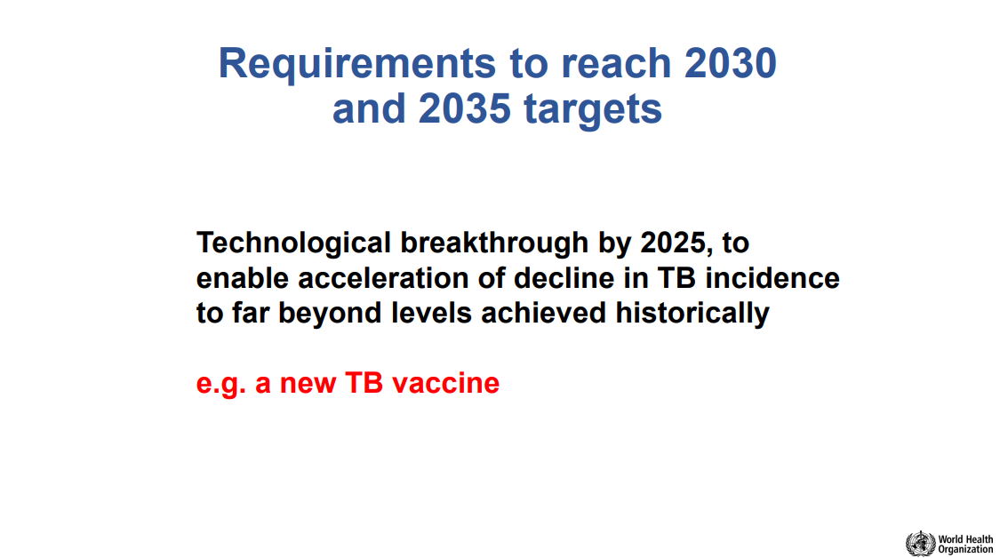 Requirements to reach 2030
and 2035 targets
Technological breakthrough by 2025, to
enable acceleration of decline in TB incidence
to far beyond levels achieved historically
e.g. a new TB vaccine
World Health
Organization